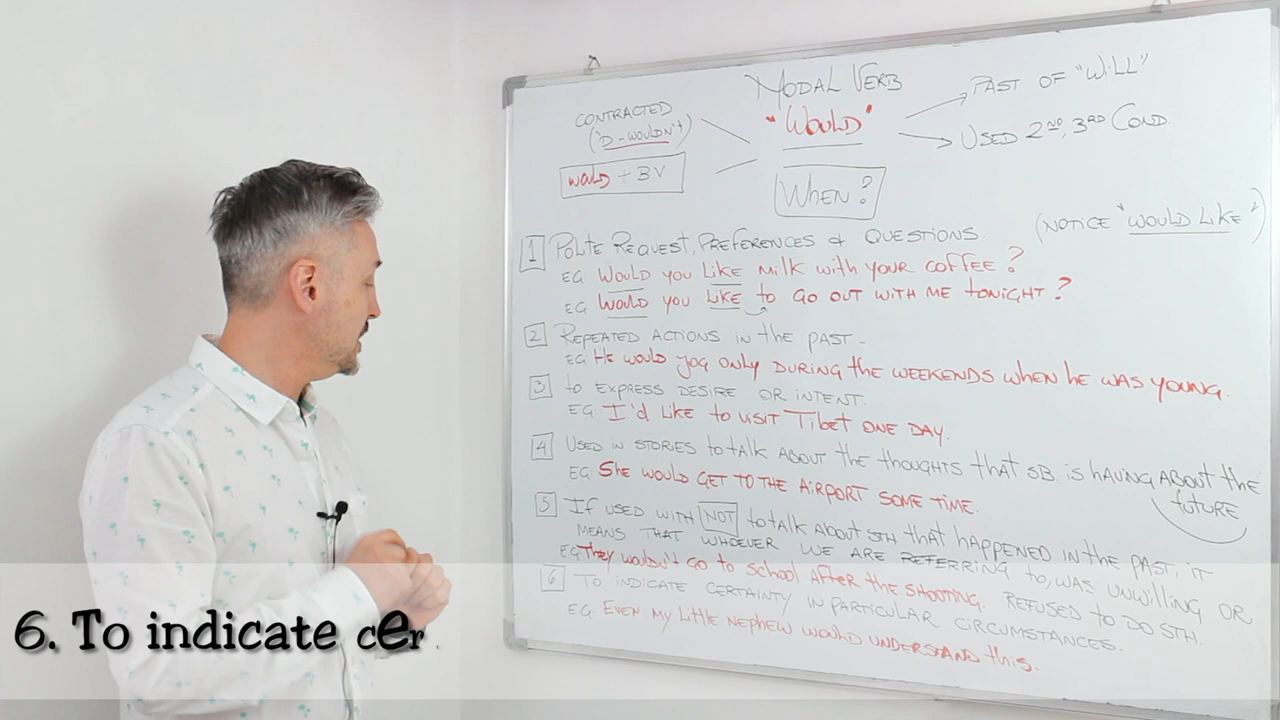 MODAL VERB
"WOULD"
PAST OF "WILL"
USED 2ND, 3RD COND.
CONTRACTED
('D - WOULDN'T)
WOULD + BV
WHEN?
(NOTICE "WOULD LIKE")
1 POLITE REQUEST, PREFERENCES & QUESTIONS.
EG. WOULD YOU LIKE MILK WITH YOUR COFFEE?
EG. WOULD YOU LIKE TO GO OUT WITH ME TONIGHT?
2 REPEATED ACTIONS IN THE PAST -
EG. HE WOULD JOG ONLY DURING THE WEEKENDS WHEN HE WAS YOUNG.
3 TO EXPRESS DESIRE OR INTENT.
EG. I'D LIKE TO VISIT TIBET ONE DAY.
4 USED IN STORIES TO TALK ABOUT THE THOUGHTS THAT SB. IS HAVING ABOUT THE
FUTURE
EG. SHE WOULD GET TO THE AIRPORT SOME TIME.
5 IF USED WITH NOT TO TALK ABOUT STH THAT HAPPENED IN THE PAST, IT
MEANS THAT WHOEVER WE ARE REFERRING TO, WAS UNWILLING OR
REFUSED TO DO STH.
EG. THEY WOULDN'T GO TO SCHOOL AFTER THE SHOOTING.
6 TO INDICATE CERTAINTY IN PARTICULAR CIRCUMSTANCES.
EG. EVEN MY LITTLE NEPHEW WOULD UNDERSTAND THIS.
6. To indicate cer